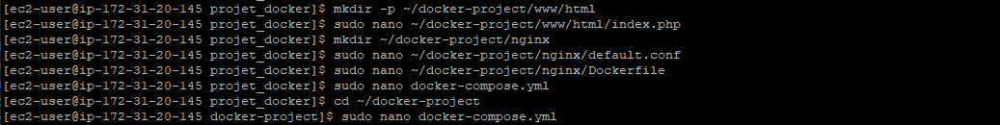 [ec2-user@ip-172-31-20-145 projet_docker]$ mkdir -p ~/docker-project/www/html
[ec2-user@ip-172-31-20-145 projet_docker]$ sudo nano ~/docker-project/www/html/index.php
[ec2-user@ip-172-31-20-145 projet_docker]$ mkdir ~/docker-project/nginx
[ec2-user@ip-172-31-20-145 projet_docker]$ sudo nano ~/docker-project/nginx/default.conf
[ec2-user@ip-172-31-20-145 projet_docker]$ sudo nano ~/docker-project/nginx/Dockerfile
[ec2-user@ip-172-31-20-145 projet_docker]$ sudo nano docker-compose.yml
[ec2-user@ip-172-31-20-145 projet_docker]$ cd ~/docker-project
[ec2-user@ip-172-31-20-145 docker-project]$ sudo nano docker-compose.yml